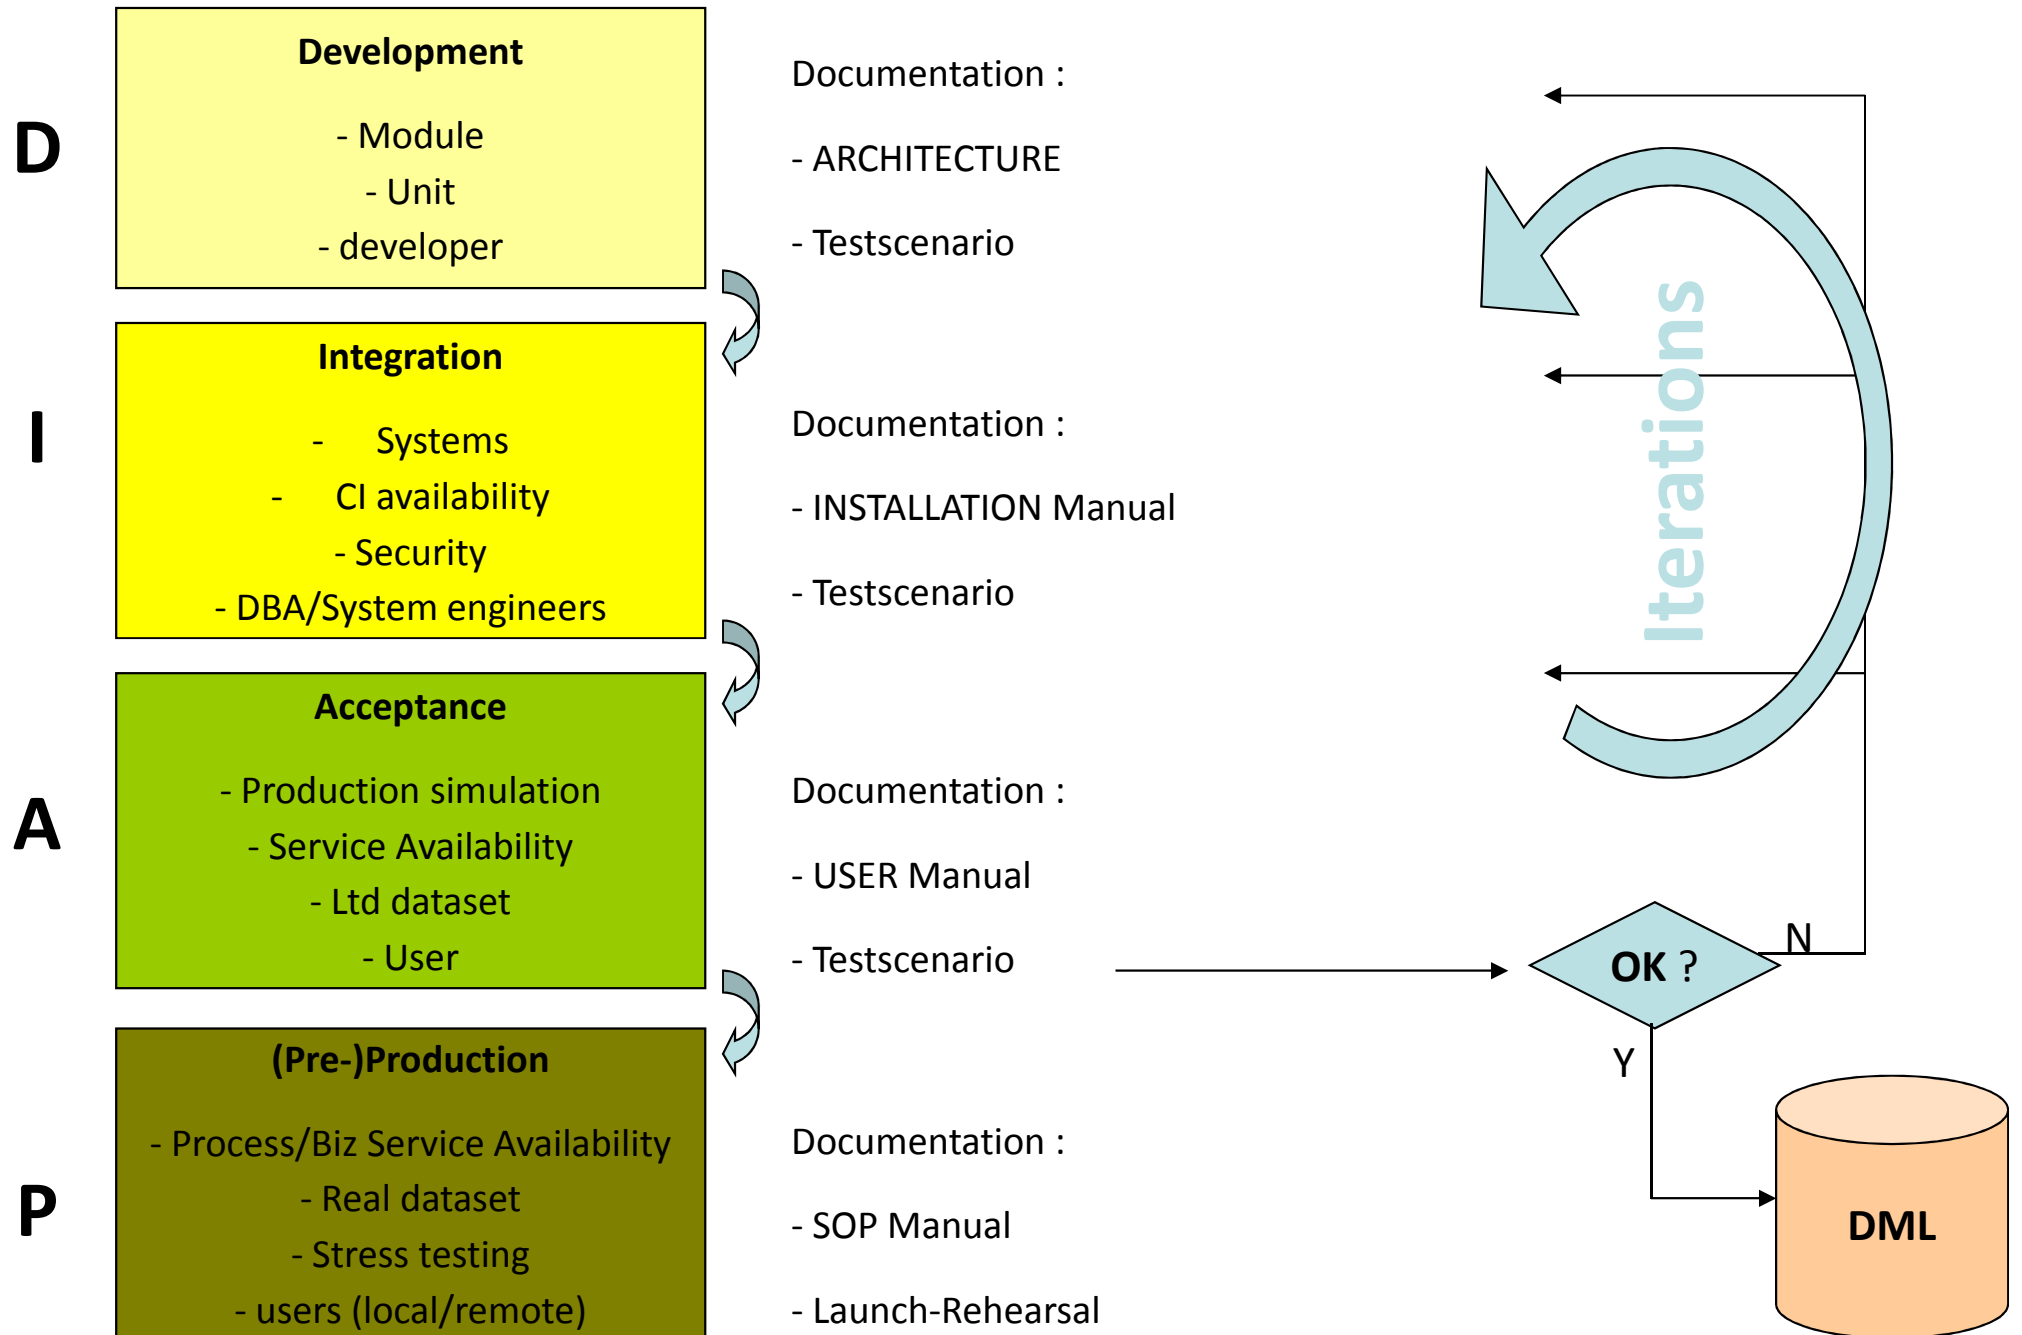 D
Development
- Module
- Unit
- developer
Documentation :
- ARCHITECTURE
- Testscenario
I
Integration
- Systems
- CI availability
- Security
- DBA/System engineers
Documentation :
- INSTALLATION Manual
- Testscenario
Iterations
A
Acceptance
- Production simulation
- Service Availability
- Ltd dataset
- User
Documentation :
- USER Manual
- Testscenario
OK ?
N
Y
P
(Pre-)Production
- Process/Biz Service Availability
- Real dataset
- Stress testing
- users (local/remote)
Documentation :
- SOP Manual
- Launch-Rehearsal
DML